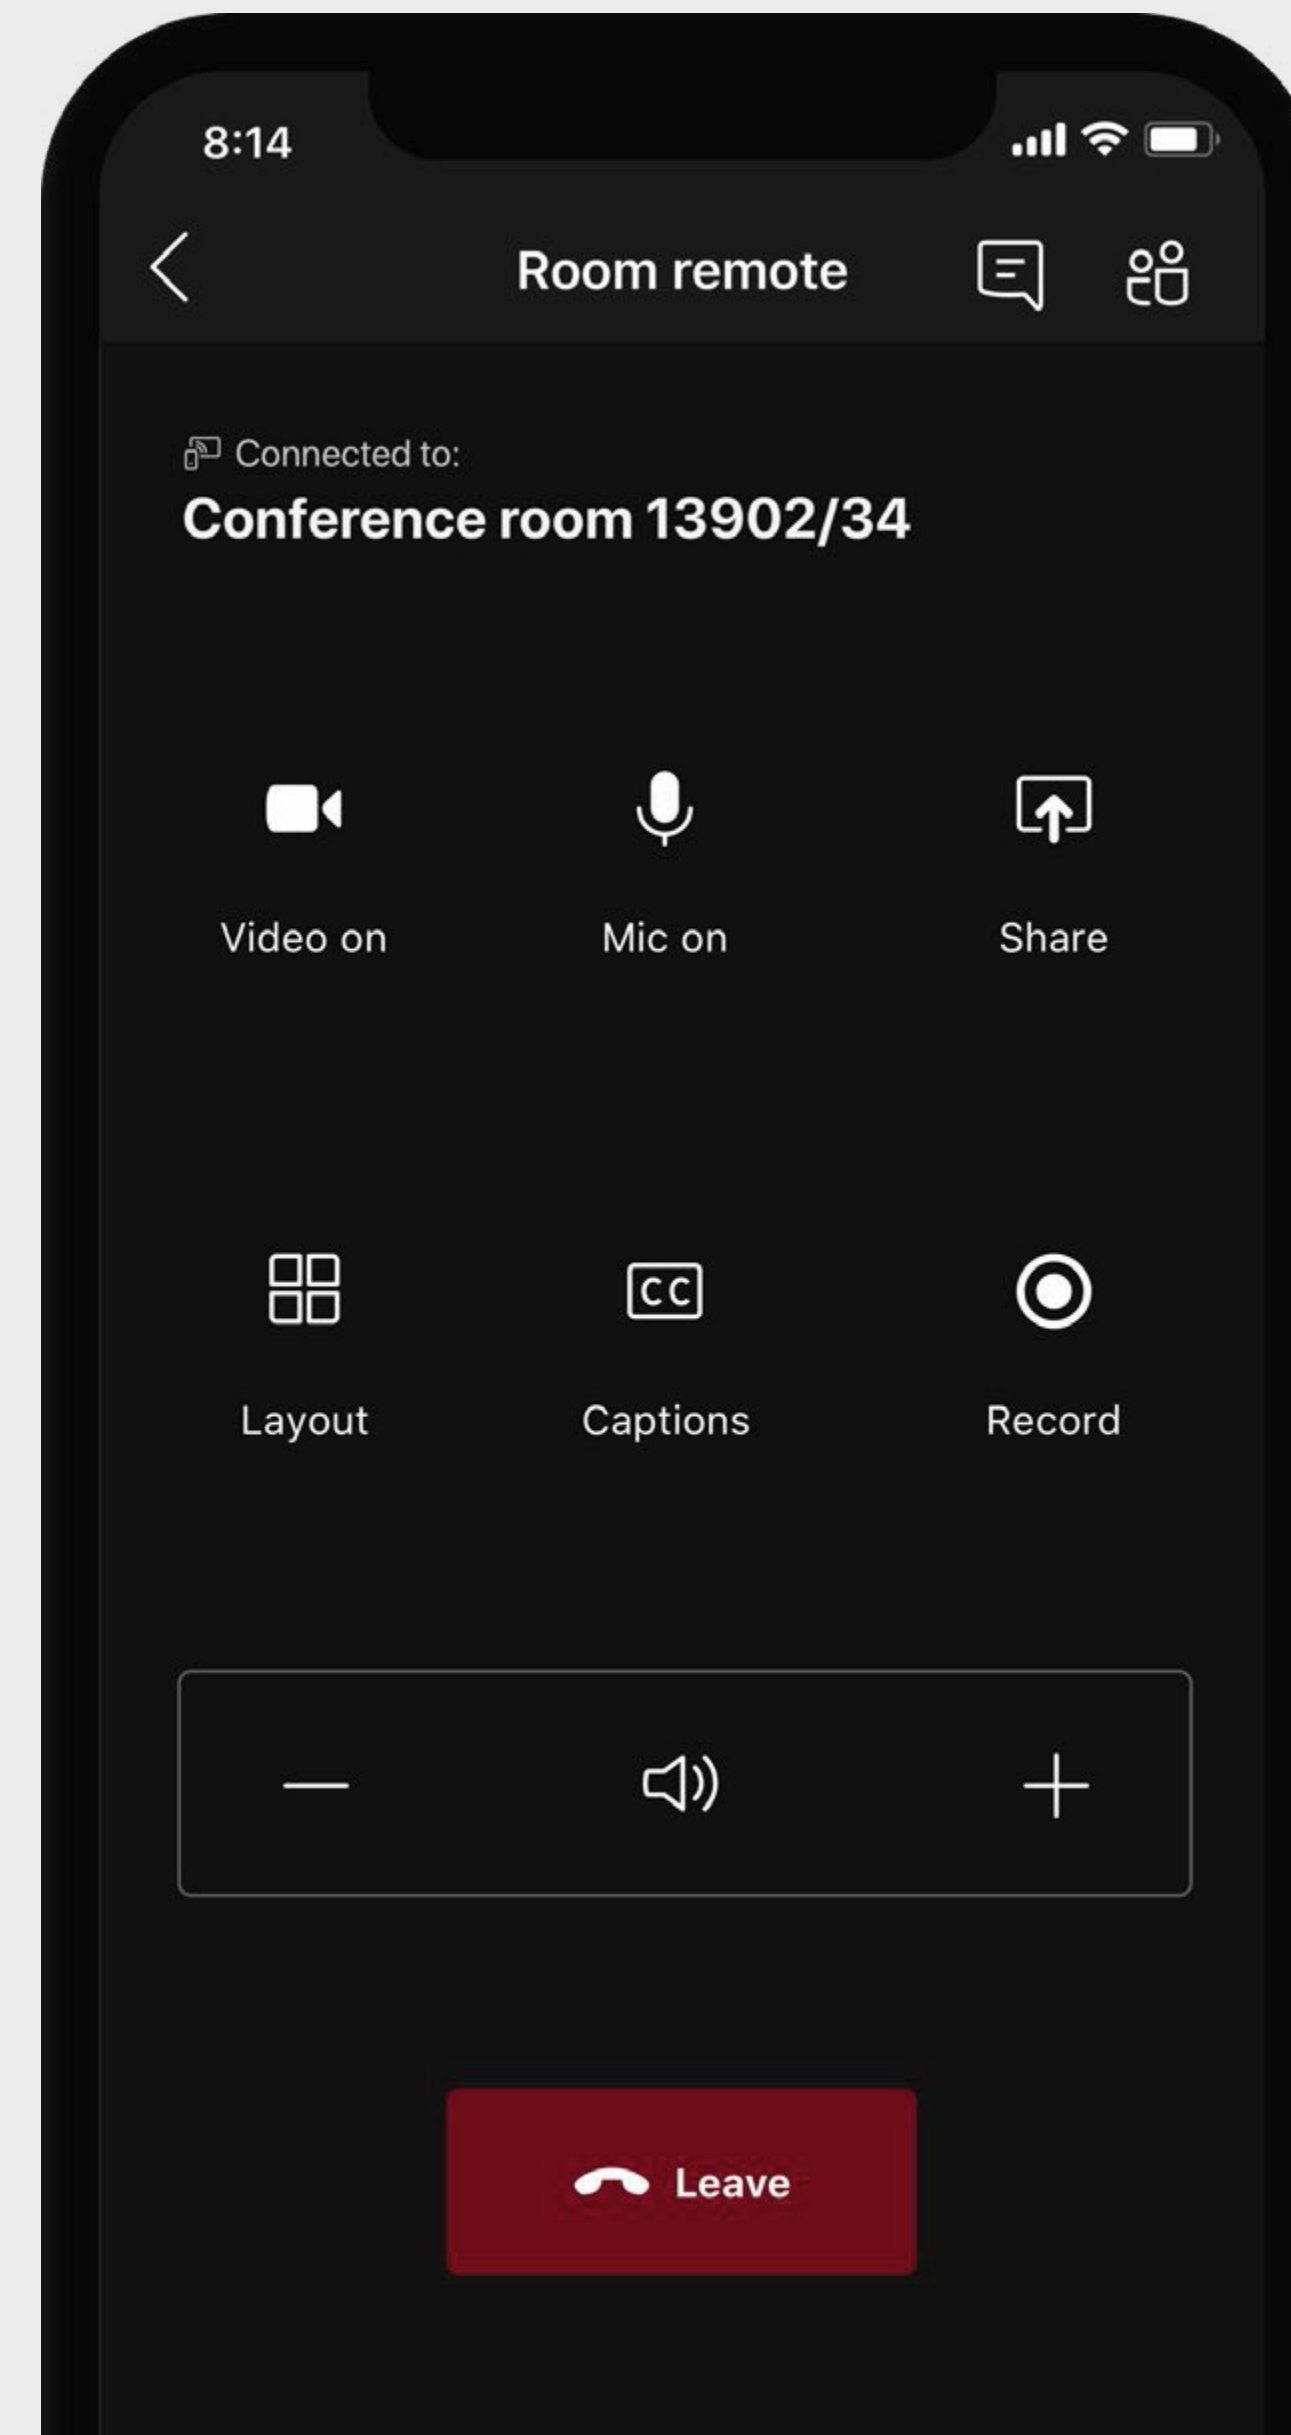 8:14
Room remote
Connected to:
Conference room 13902/34
Video on
Mic on
Share
Layout
CC
Captions
Record
Leave